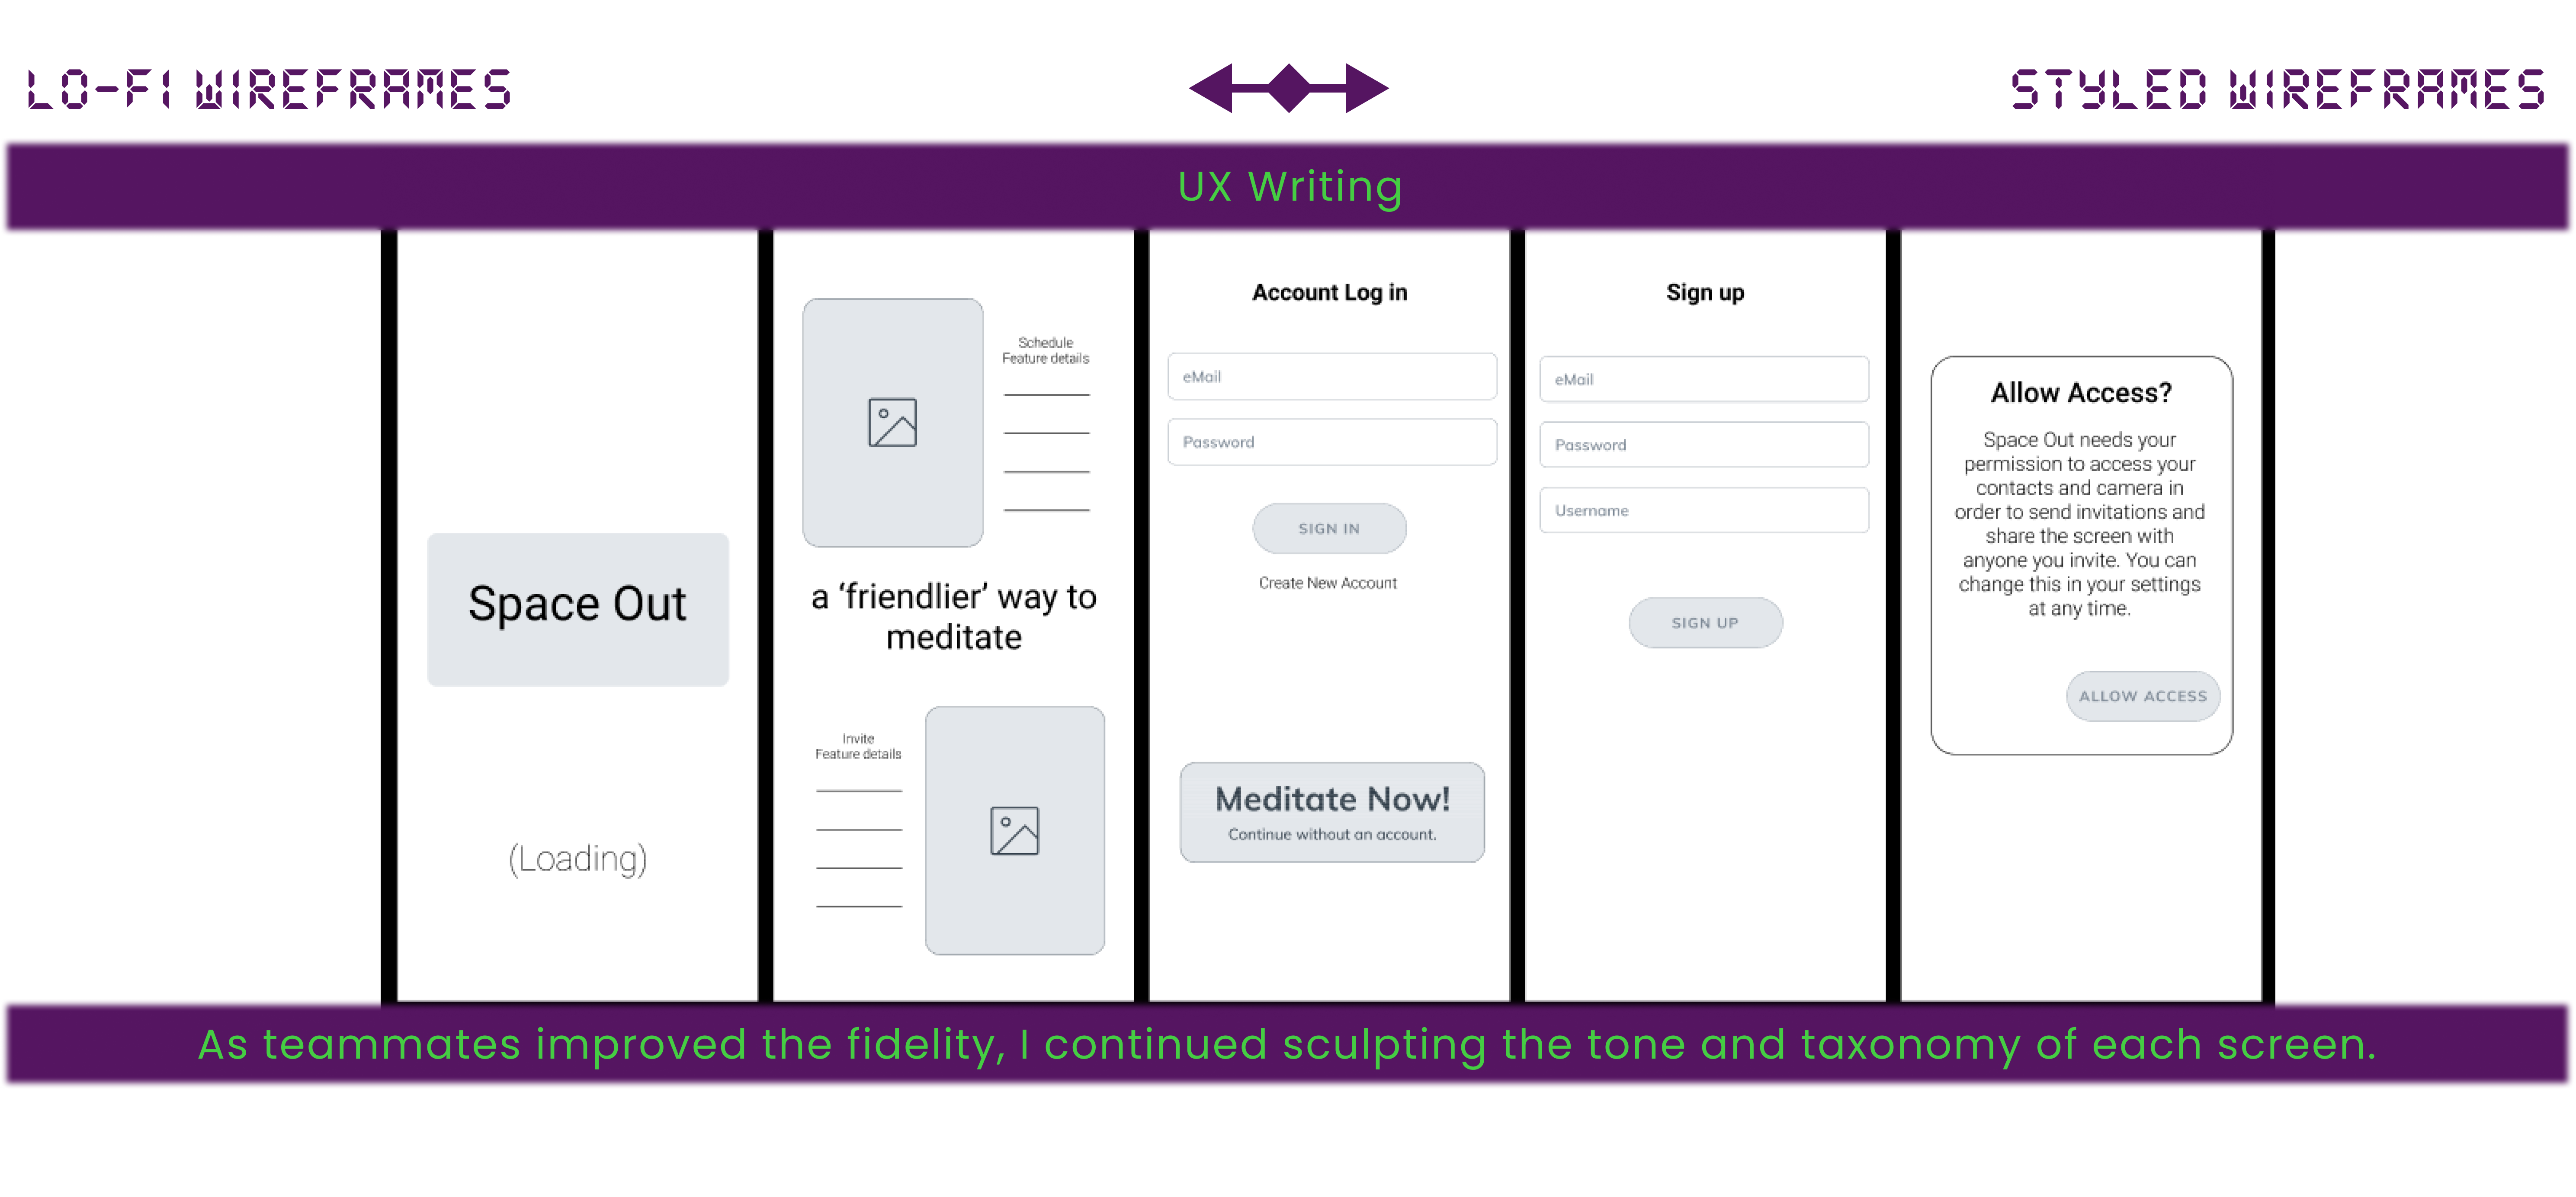 LO-FI WIREFRAMES
STYLED WIREFRAMES
UX Writing
Space Out
(Loading)
Schedule
Feature details
a ‘friendlier’ way to
meditate
Invite
Feature details
Account Log in
eMail
Password
SIGN IN
Create New Account
Meditate Now!
Continue without an account.
Sign up
eMail
Password
Username
SIGN UP
Allow Access?
Space Out needs your
permission to access your
contacts and camera in
order to send invitations and
share the screen with
anyone you invite. You can
change this in your settings
at any time.
ALLOW ACCESS
As teammates improved the fidelity, I continued sculpting the tone and taxonomy of each screen.